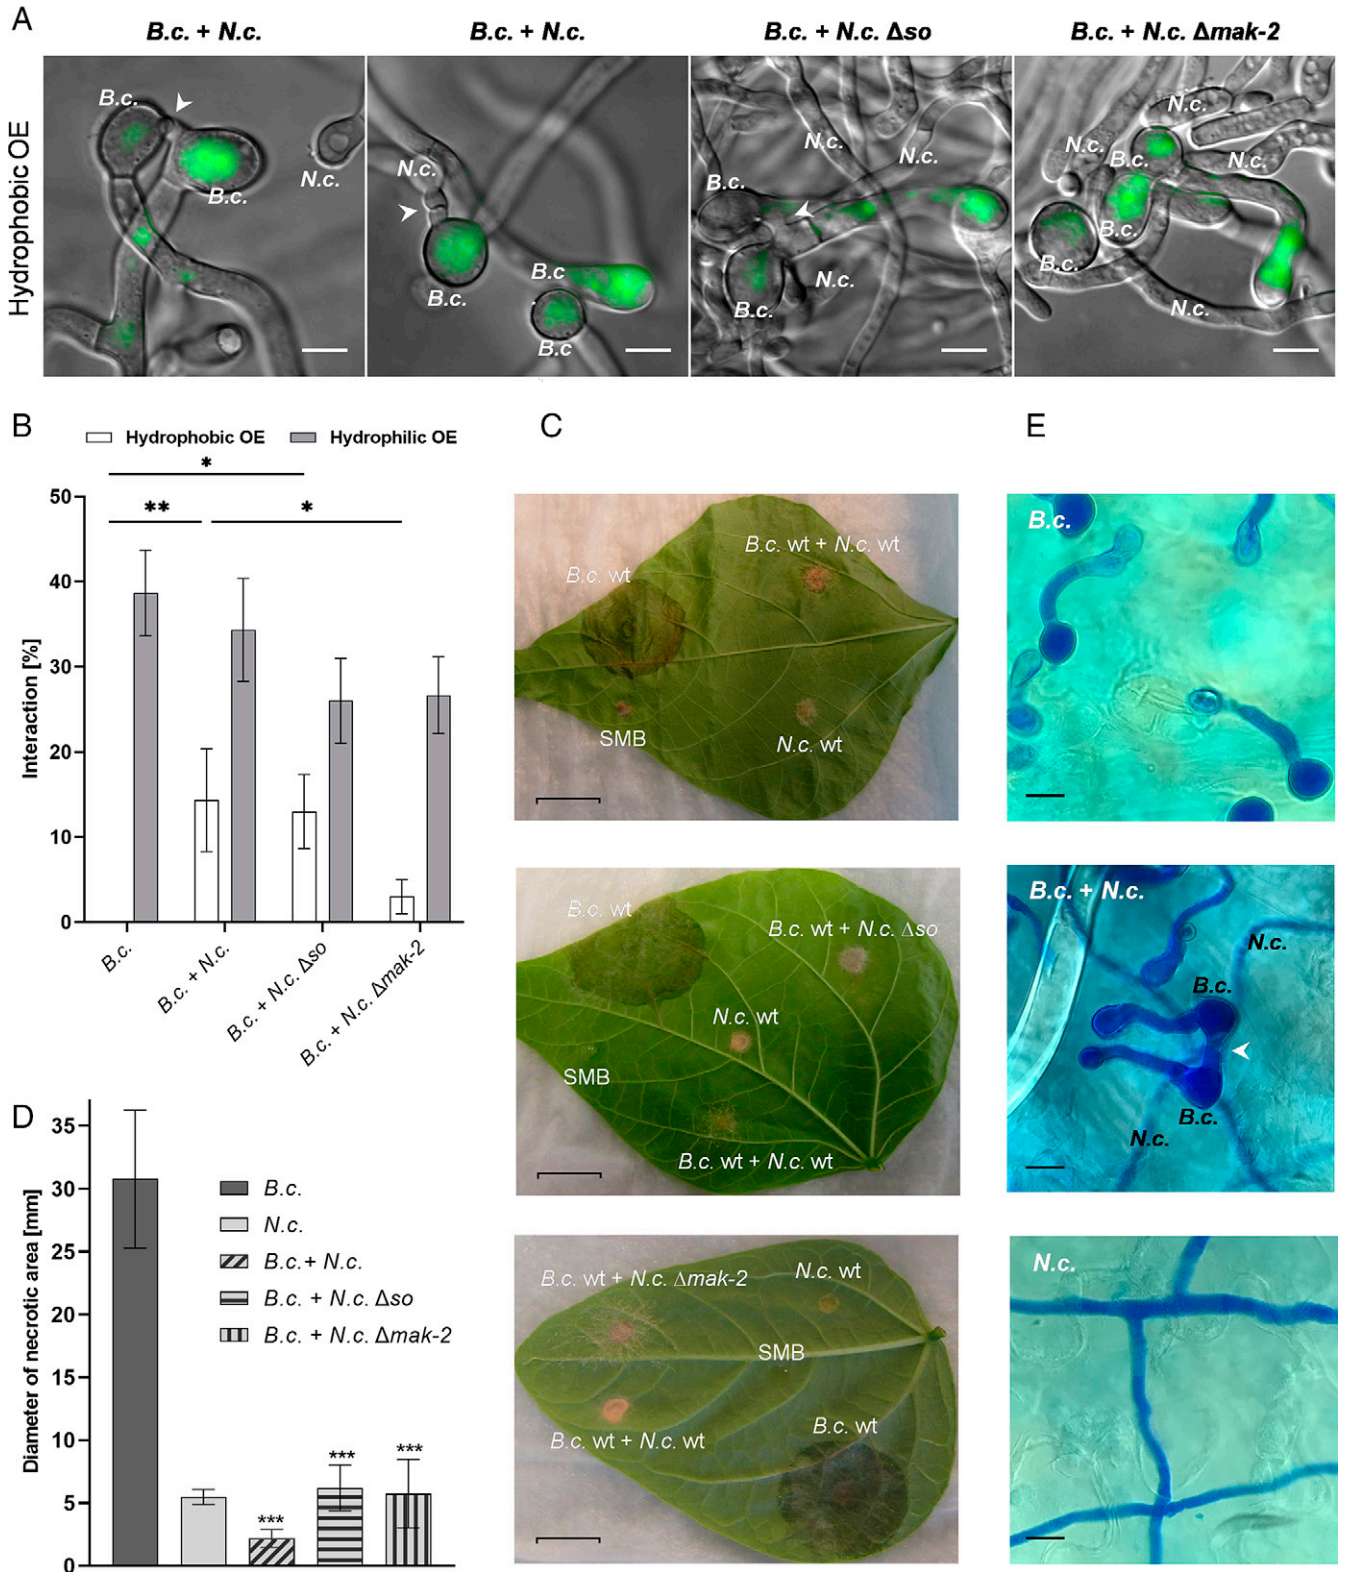 A
B.c. + N.c.
B.c. + N.c.
B.c. + N.c. Δso
B.c. + N.c. Δmak-2
Hydrophobic OE
B.c.
B.c.
N.c.
N.c.
B.c.
B.c
B.c
B.c.
N.c.
N.c.
N.c.
B.c.
N.c.
N.c.
B.c.
N.c.
B.c.
B.c.
N.c.
B
Hydrophobic OE
Hydrophilic OE
*
**
*
Interaction [%]
50
40
30
20
10
0
B.c.
B.c. + N.c.
B.c. + N.c. Δso
B.c. + N.c. Δmak-2
C
B.c. wt + N.c. wt
B.c. wt
SMB
N.c. wt
B.c. wt
B.c. wt + N.c. Δso
N.c. wt
SMB
B.c. wt + N.c. wt
B.c. wt + N.c. Δmak-2
N.c. wt
SMB
B.c. wt
B.c. wt + N.c. wt
D
Diameter of necrotic area [mm]
35
30
25
20
15
10
5
0
B.c.
N.c.
B.c.+ N.c.
B.c. + N.c. Δso
B.c. + N.c. Δmak-2
***
***
***
E
B.c.
B.c. + N.c.
N.c.
B.c.
B.c.
N.c.
N.c.